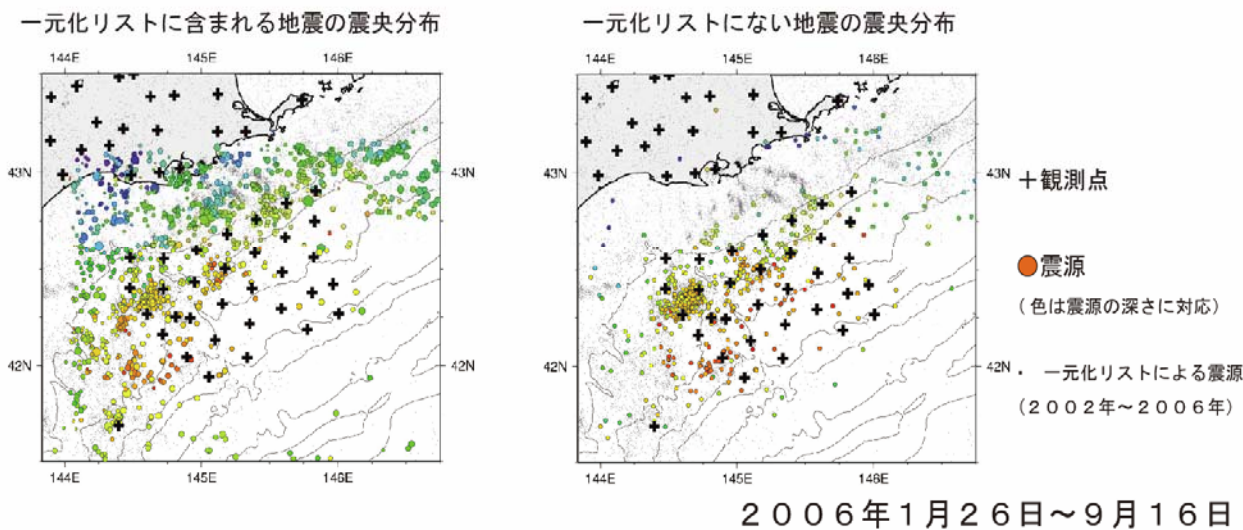 一元化リストに含まれる地震の震央分布
一元化リストにない地震の震央分布
144E 145E 146E
144E 145E 146E
43N
43N
43N
43N
42N
42N
42N
42N
144E 145E 146E
144E 145E 146E
+観測点
震源
(色は震源の深さに対応)
・ 一元化リストによる震源
(2002年～2006年)
2006年1月26日～9月16日